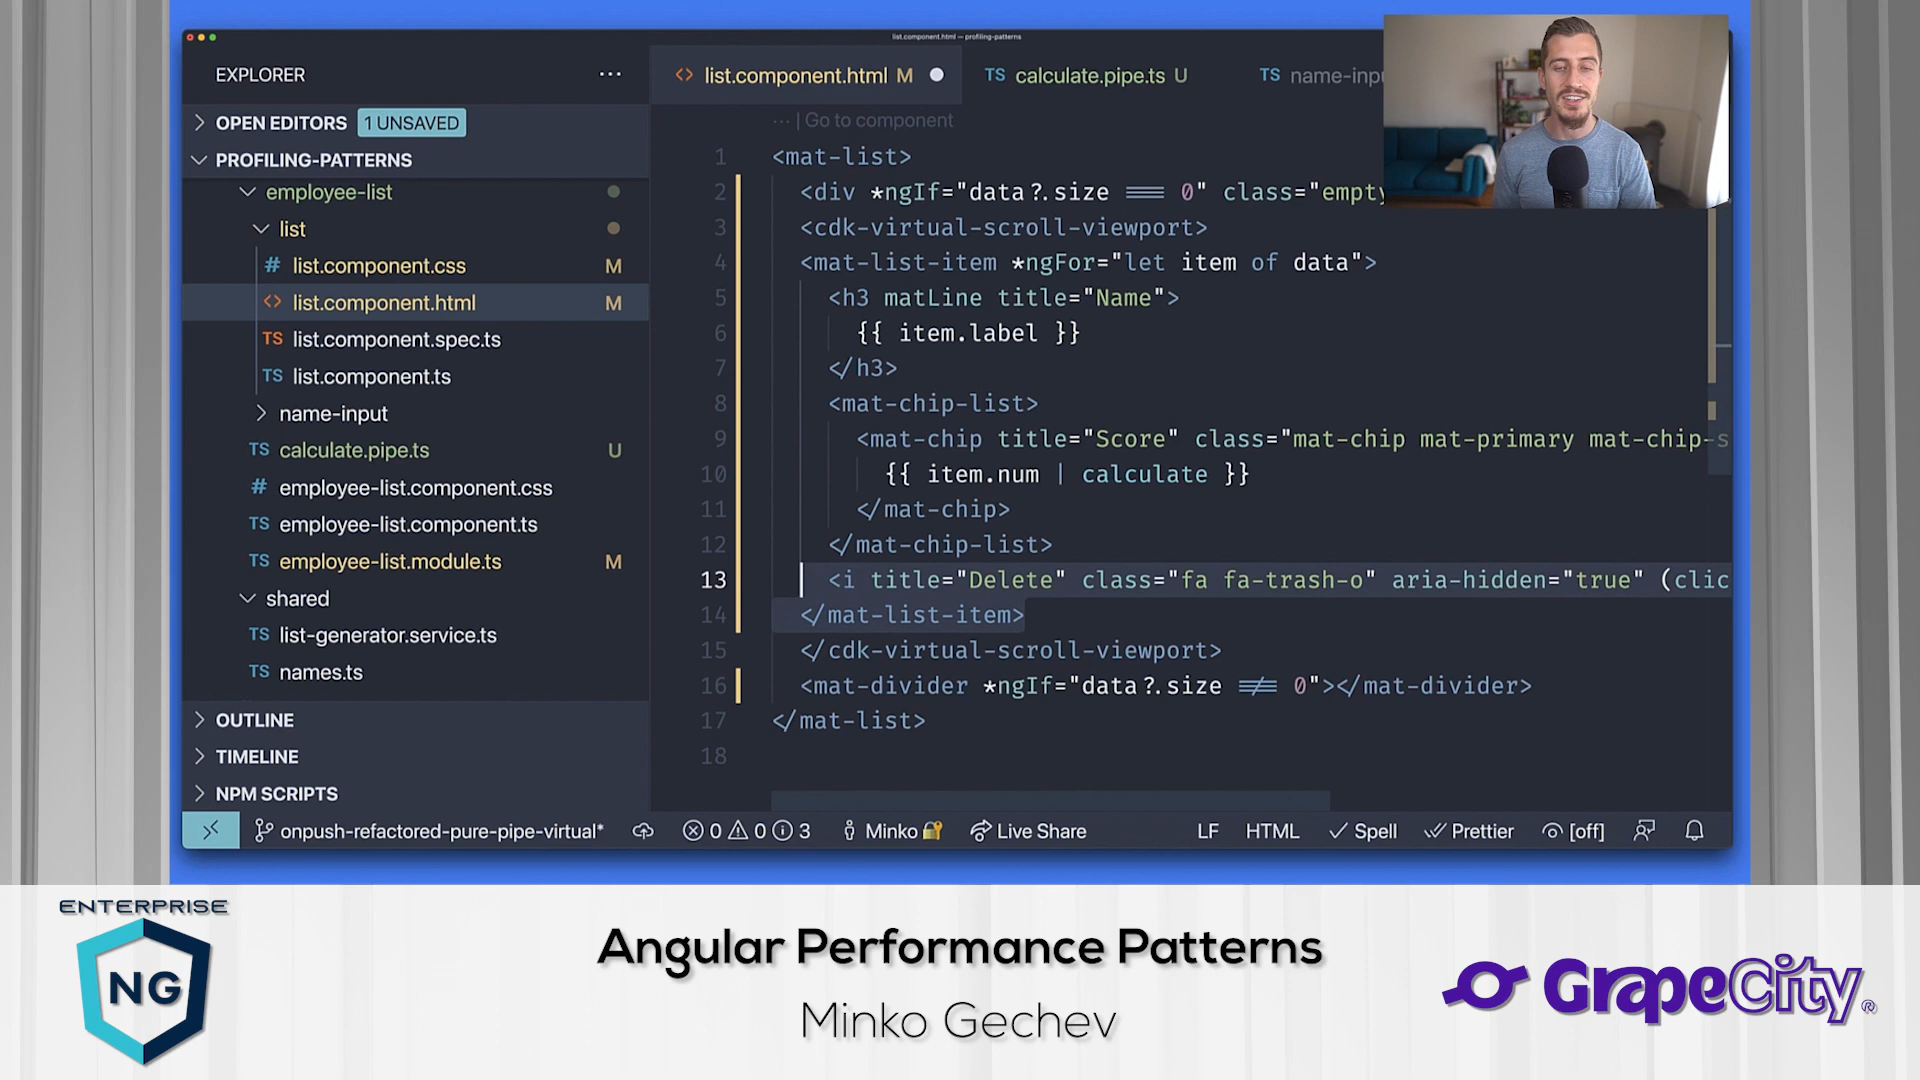 list.component.html — profiling-patterns
EXPLORER
OPEN EDITORS 1 UNSAVED
PROFILING-PATTERNS
employee-list
list
# list.component.css M
<> list.component.html M
TS list.component.spec.ts
TS list.component.ts
name-input
TS calculate.pipe.ts U
# employee-list.component.css
TS employee-list.component.ts
TS employee-list.module.ts M
shared
TS list-generator.service.ts
TS names.ts
OUTLINE
TIMELINE
NPM SCRIPTS
<> list.component.html M
TS calculate.pipe.ts U
TS name-inpu
... | Go to component
1 <mat-list>
2 <div *ngIf="data?.size === 0" class="empty
3 <cdk-virtual-scroll-viewport>
4 <mat-list-item *ngFor="let item of data">
5 <h3 matLine title="Name">
6 {{ item.label }}
7 </h3>
8 <mat-chip-list>
9 <mat-chip title="Score" class="mat-chip mat-primary mat-chip-s
10 {{ item.num | calculate }}
11 </mat-chip>
12 </mat-chip-list>
13 <i title="Delete" class="fa fa-trash-o" aria-hidden="true" (clic
14 </mat-list-item>
15 </cdk-virtual-scroll-viewport>
16 <mat-divider *ngIf="data?.size !== 0"></mat-divider>
17 </mat-list>
18
onpush-refactored-pure-pipe-virtual* 0 0 3 Minko Live Share LF HTML Spell Prettier [off]
ENTERPRISE
NG
Angular Performance Patterns
Minko Gechev
GrapeCity®